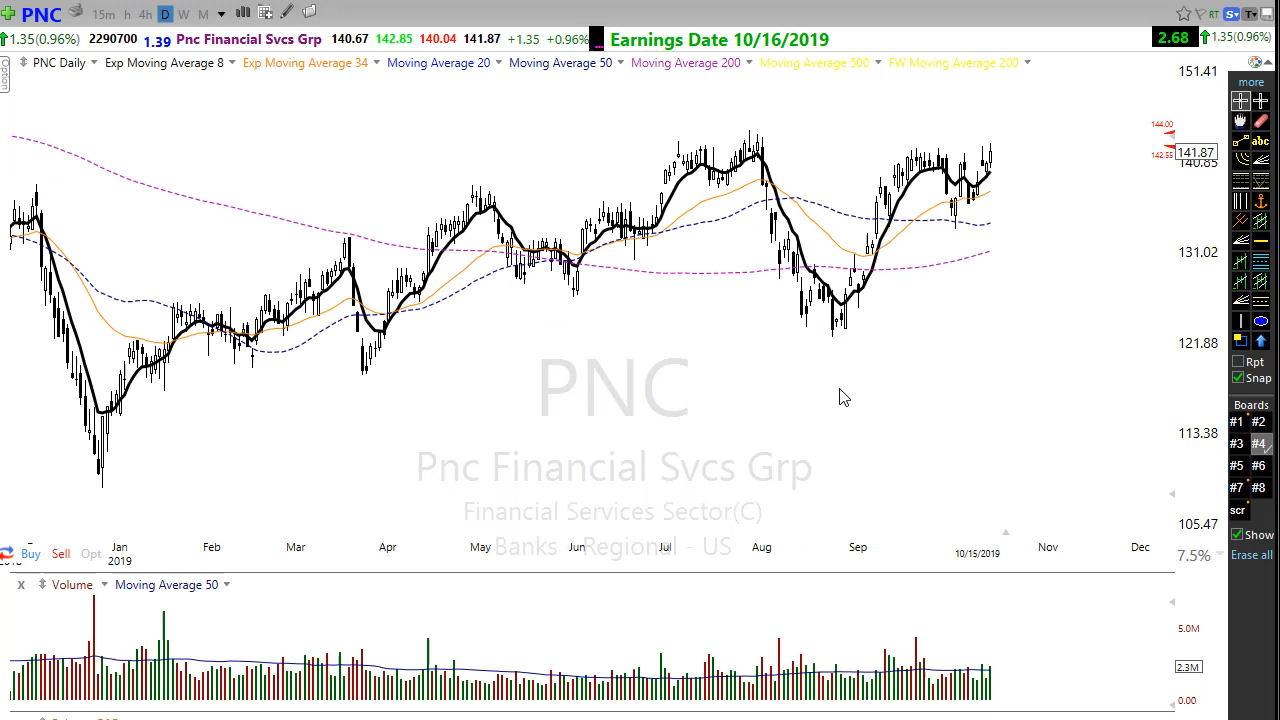 PNC 15m h 4h D W M RT S T
1.35(0.96%) 2290700 1.39 Pnc Financial Svcs Grp 140.67 142.85 140.04 141.87 +1.35 +0.96% Earnings Date 10/16/2019 2.68 1.35(0.96%)
Option
PNC Daily Exp Moving Average 8 Exp Moving Average 34 Moving Average 20 Moving Average 50 Moving Average 200 Moving Average 500 FW Moving Average 200
151.41
more
144.00
abc
142.55
141.87
140.85
131.02
121.88
PNC
Rpt
Snap
Boards
#1 #2
113.38
#3 #4
Pnc Financial Svcs Grp
#5 #6
#7 #8
Financial Services Sector(C)
scr
105.47
Show
Banks - Regional - US
Jan Feb Mar Apr May Jun Jul Aug Sep 10/15/2019 Nov Dec
Buy Sell Opt
7.5%
Erase all
2019
X Volume Moving Average 50
5.0M
2.3M
0.00